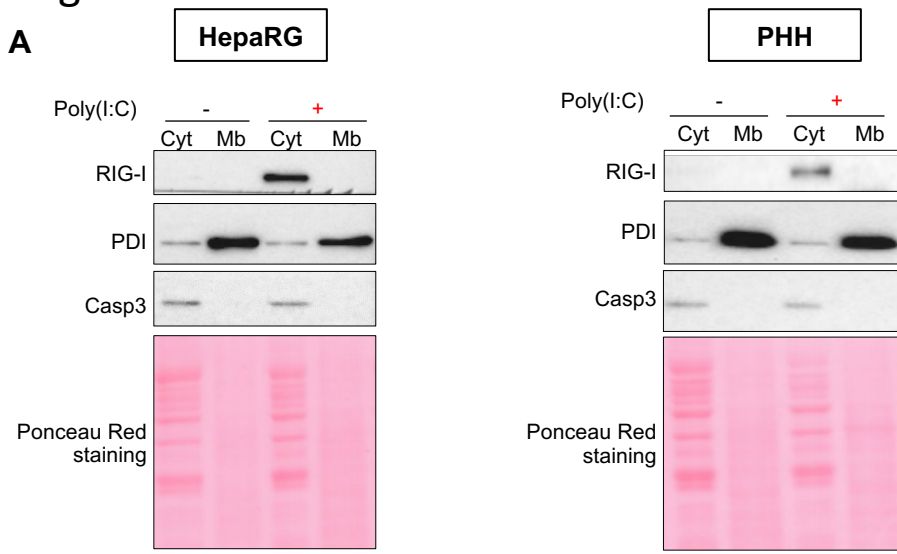 A
HepaRG
Poly(I:C) - +
Cyt Mb Cyt Mb
RIG-I
PDI
Casp3
Ponceau Red
staining
PHH
Poly(I:C) - +
Cyt Mb Cyt Mb
RIG-I
PDI
Casp3
Ponceau Red
staining